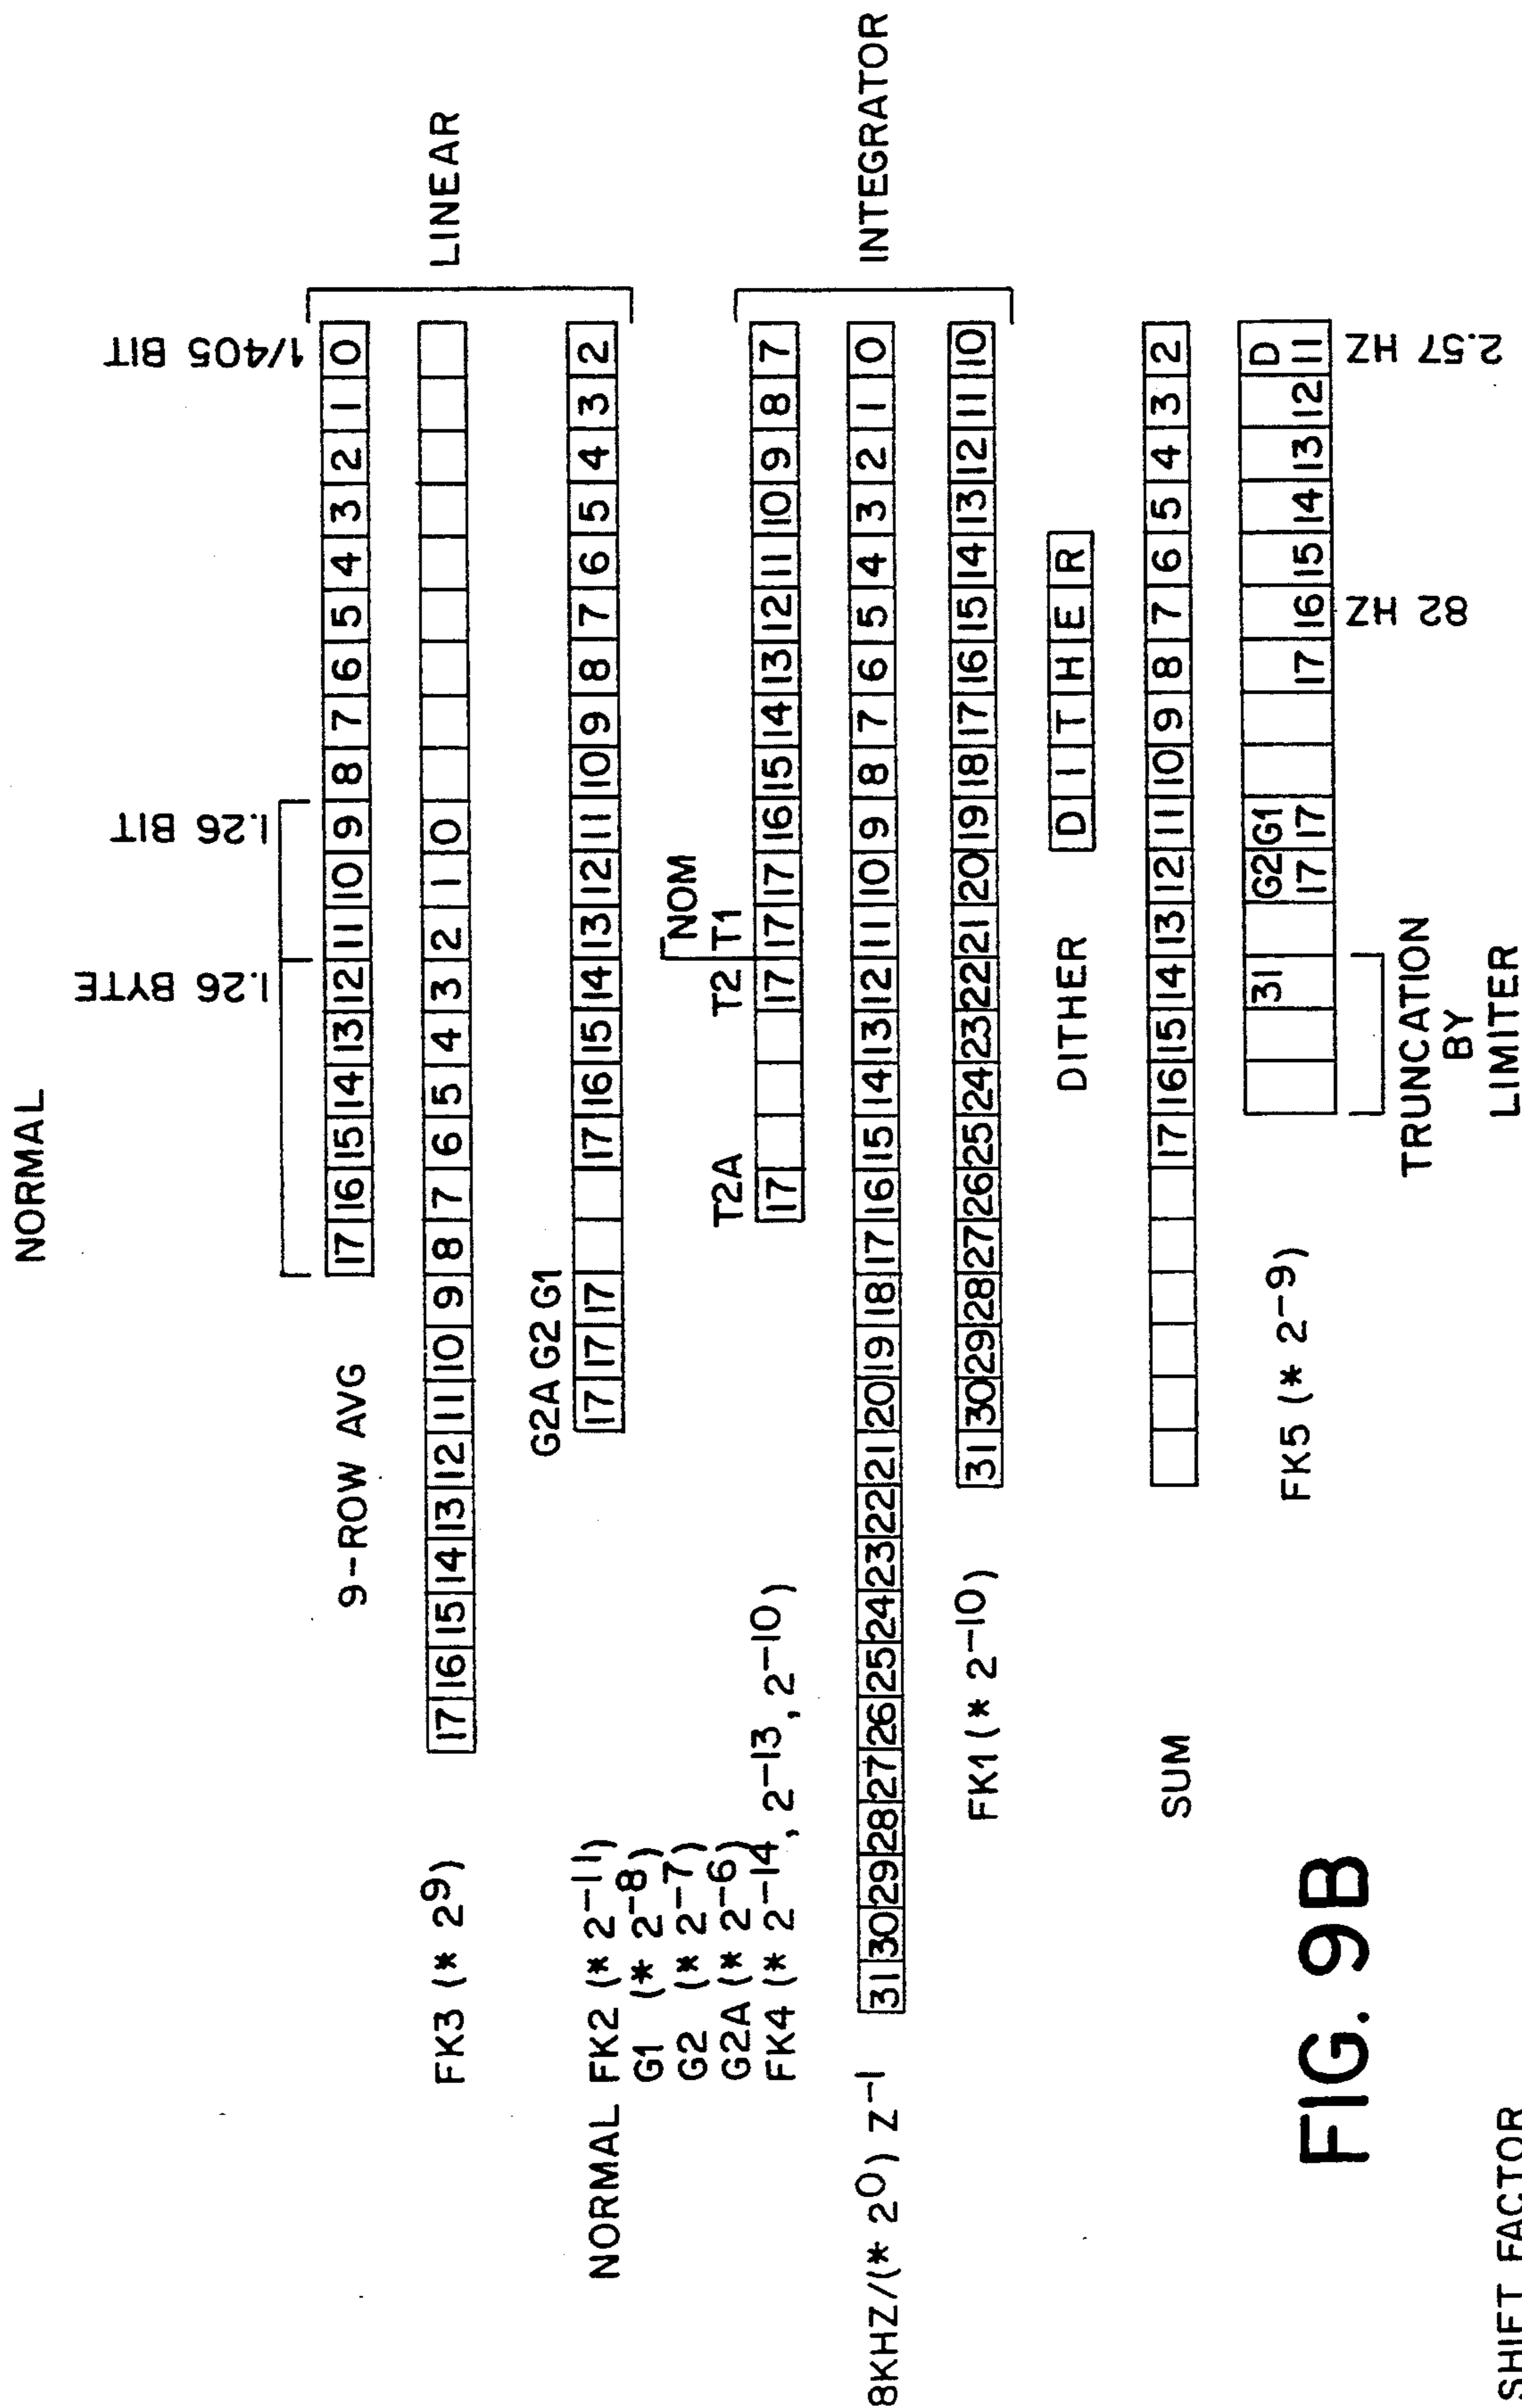 NORMAL
1.26 BYTE
1.26 BIT
1/405 BIT
9-ROW AVG
17 16 15 14 13 12 11 10 9 8 7 6 5 4 3 2 1 0
LINEAR
FK3 (* 2^9)
17 16 15 14 13 12 11 10 9 8 7 6 5 4 3 2 1 0
G2A G2 G1
NORMAL FK2 (* 2^-11)
17 17 17 17 16 15 14 13 12 11 10 9 8 7 6 5 4 3 2
G1 (* 2^-8)
G2 (* 2^-7)
G2A (* 2^-6)
NOM
T2A T2 T1
FK4 (* 2^-14, 2^-13, 2^-10)
17 17 17 17 16 15 14 13 12 11 10 9 8 7
INTEGRATOR
8KHZ/(* 2^0) Z^-1
31 30 29 28 27 26 25 24 23 22 21 20 19 18 17 16 15 14 13 12 11 10 9 8 7 6 5 4 3 2 1 0
FK1 (* 2^-10)
31 30 29 28 27 26 25 24 23 22 21 20 19 18 17 16 15 14 13 12 11 10
DITHER
D I T H E R
SUM
17 16 15 14 13 12 11 10 9 8 7 6 5 4 3 2
FK5 (* 2^-9)
31 G2 G1 D
17 17 17 16 15 14 13 12 11
82 HZ
2.57 HZ
TRUNCATION
BY
LIMITER
FIG. 9B
SHIFT FACTOR